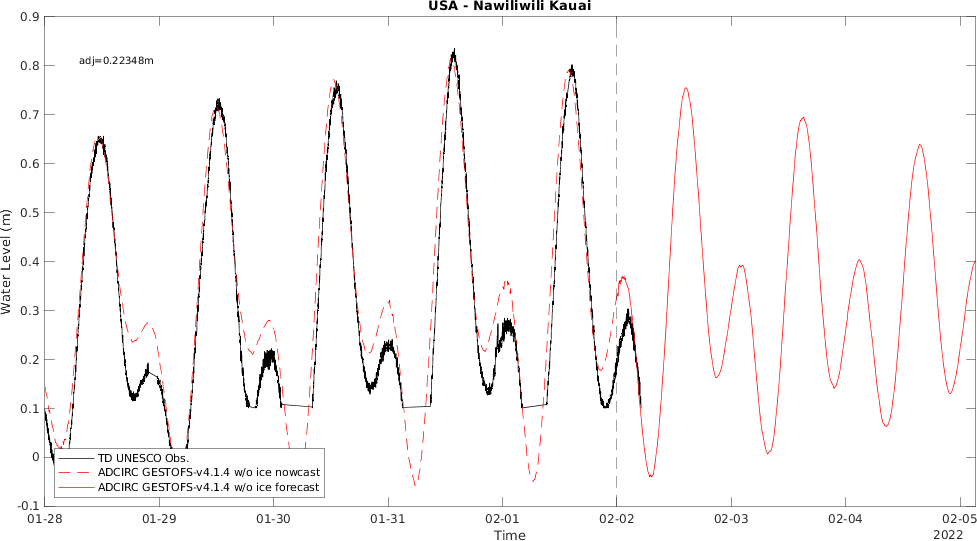 USA - Nawiliwili Kauai
adj=0.22348m
Water Level (m)
0.9
0.8
0.7
0.6
0.5
0.4
0.3
0.2
0.1
0
-0.1
TD UNESCO Obs.
ADCIRC GESTOFS-v4.1.4 w/o ice nowcast
ADCIRC GESTOFS-v4.1.4 w/o ice forecast
01-28 01-29 01-30 01-31 02-01 02-02 02-03 02-04 02-05
Time
2022